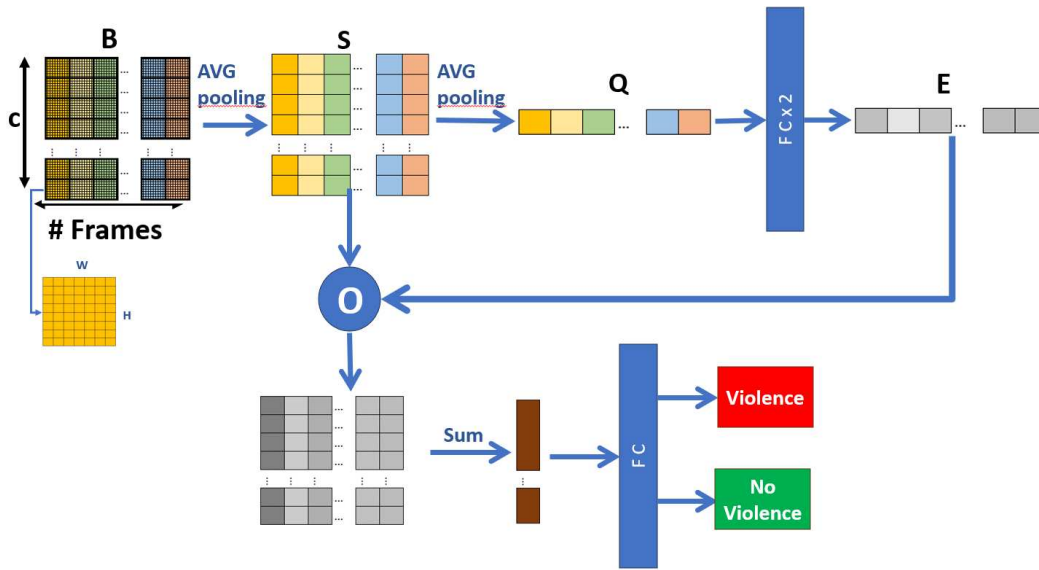 B
S
AVG
pooling
AVG
pooling
Q
E
C
F C x 2
...
...
...
...
# Frames
W
H
O
Sum
F C
Violence
No
Violence